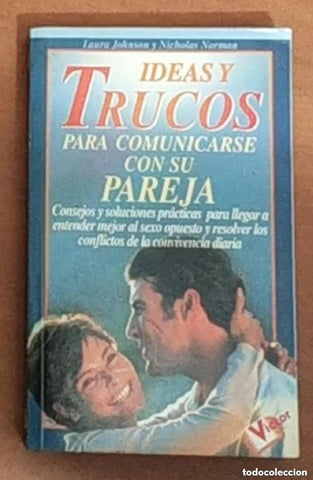 Laura Johnson y Nicholas Norman
IDEAS Y
TRUCOS
PARA COMUNICARSE
CON SU
PAREJA
Consejos y soluciones prácticas para llegar a
entender mejor al sexo opuesto y resolver los
conflictos de la convivencia diaria
Victor
todocoleccion